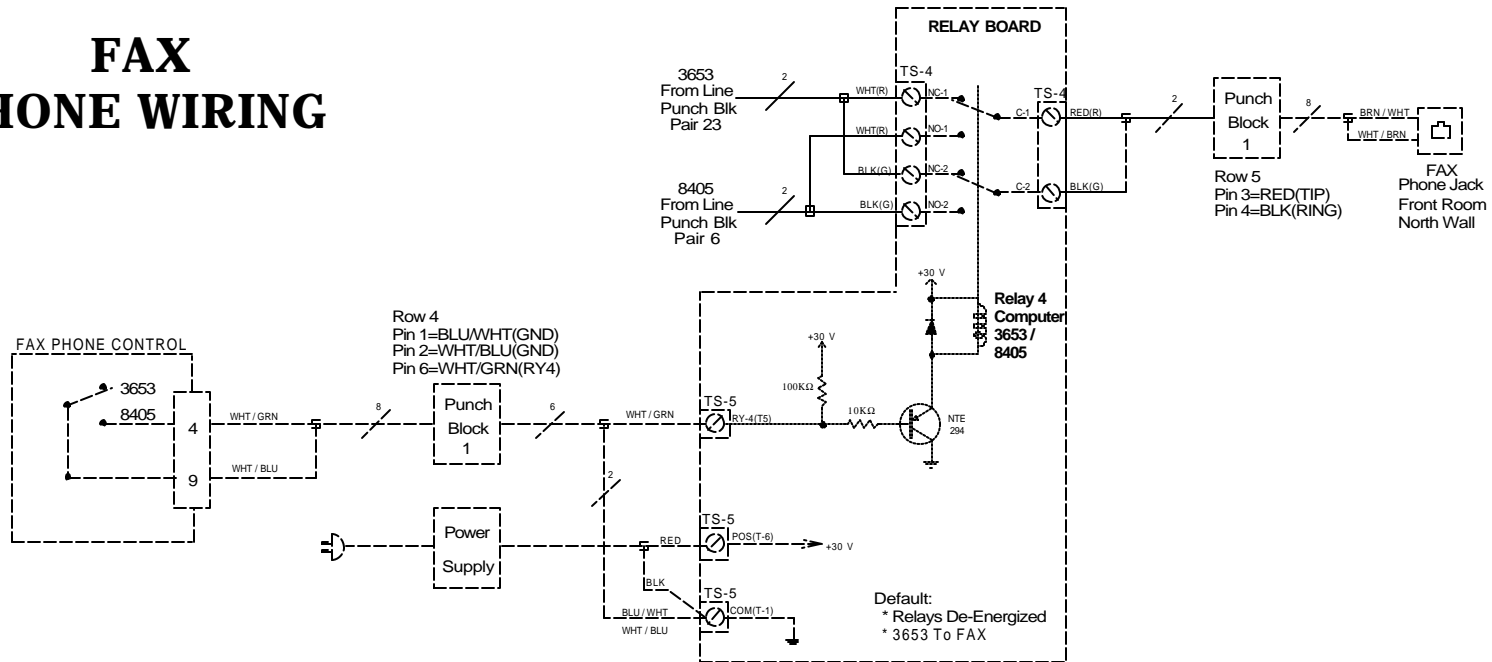 FAX
HONE WIRING
RELAY BOARD
3653
From Line
Punch Blk
Pair 23
2
TS-4
WHT(R)
NC-1
WHT(R)
NO-1
BLK(G)
NC-2
BLK(G)
NO-2
8405
From Line
Punch Blk
Pair 6
2
TS-4
C-1
RED(R)
C-2
BLK(G)
2
Punch
Block
1
8
BRN / WHT
WHT / BRN
Row 5
Pin 3=RED(TIP)
Pin 4=BLK(RING)
FAX
Phone Jack
Front Room
North Wall
+30 V
Relay 4
Computer
3653 /
8405
+30 V
100KΩ
10KΩ
NTE
294
Row 4
Pin 1=BLU/WHT(GND)
Pin 2=WHT/BLU(GND)
Pin 6=WHT/GRN(RY4)
FAX PHONE CONTROL
3653
8405
4
9
WHT / GRN
WHT / BLU
8
Punch
Block
1
6
WHT / GRN
TS-5
RY-4(T5)
2
Power
Supply
RED
TS-5
POS(T-6)
+30 V
BLK
TS-5
BLU / WHT
WHT / BLU
COM(T-1)
Default:
* Relays De-Energized
* 3653 To FAX